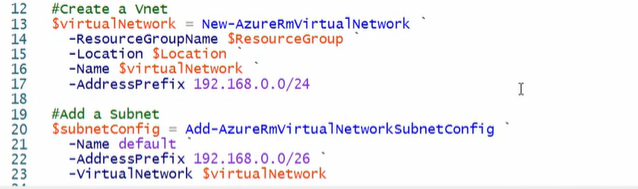 12 #Create a Vnet
13 $virtualNetwork = New-AzureRmVirtualNetwork `
14 -ResourceGroupName $ResourceGroup `
15 -Location $Location `
16 -Name $virtualNetwork `
17 -AddressPrefix 192.168.0.0/24
18
19 #Add a Subnet
20 $subnetConfig = Add-AzureRmVirtualNetworkSubnetConfig `
21 -Name default `
22 -AddressPrefix 192.168.0.0/26 `
23 -VirtualNetwork $virtualNetwork